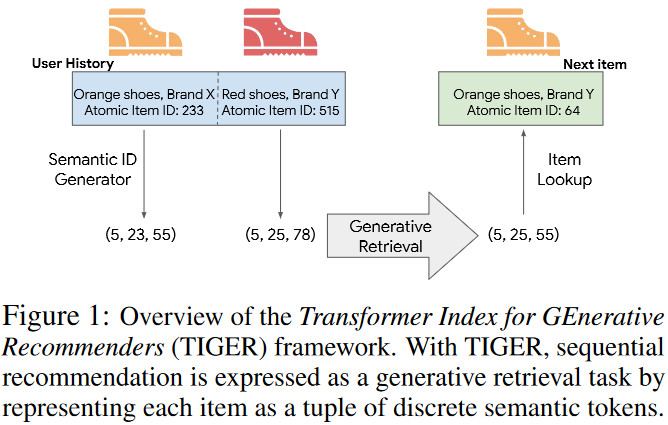 User History
Next item
Orange shoes, Brand X
Atomic Item ID: 233
Red shoes, Brand Y
Atomic Item ID: 515
Orange shoes, Brand Y
Atomic Item ID: 64
Semantic ID
Generator
Item
Lookup
(5, 23, 55)
(5, 25, 78)
Generative
Retrieval
(5, 25, 55)
Figure 1: Overview of the Transformer Index for GEnerative
Recommenders (TIGER) framework. With TIGER, sequential
recommendation is expressed as a generative retrieval task by
representing each item as a tuple of discrete semantic tokens.